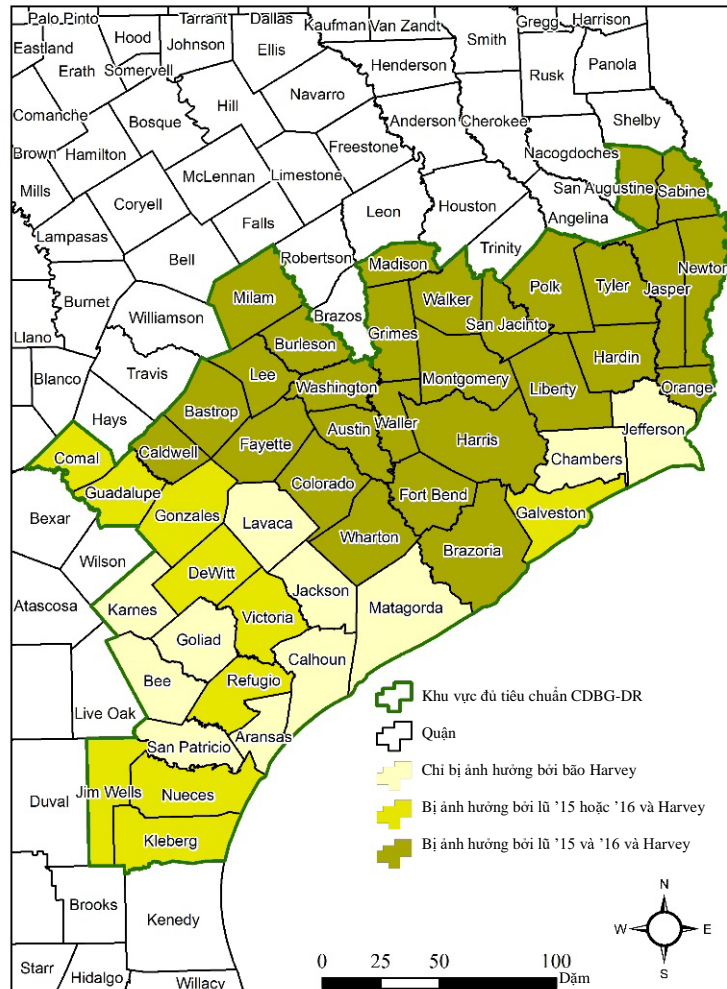 Palo Pinto
Tarrant
Dallas
Kaufman
Van Zandt
Gregg
Harrison
Eastland
Hood
Johnson
Ellis
Smith
Panola
Erath
Somervell
Henderson
Rusk
Comanche
Bosque
Hill
Navarro
Anderson
Cherokee
Shelby
Brown
Hamilton
Freestone
Nacogdoches
McLennan
Limestone
San Augustine
Sabine
Mills
Coryell
Leon
Houston
Angelina
Lampasas
Falls
Trinity
Bell
Robertson
Madison
Newton
Burnet
Milam
Walker
Polk
Tyler
Jasper
Williamson
Brazos
Grimes
San Jacinto
Llano
Burleson
Hardin
Blanco
Travis
Lee
Washington
Montgomery
Liberty
Orange
Hays
Bastrop
Austin
Waller
Harris
Jefferson
Comal
Caldwell
Fayette
Chambers
Guadalupe
Colorado
Fort Bend
Bexar
Gonzales
Lavaca
Galveston
Wilson
Wharton
Brazoria
DeWitt
Jackson
Atascosa
Karnes
Victoria
Matagorda
Goliad
Calhoun
Bee
Refugio
Live Oak
Aransas
San Patricio
Duval
Jim Wells
Nueces
Kleberg
Brooks
Kenedy
Starr
Hidalgo
Willacy
Khu vực đủ tiêu chuẩn CDBG-DR
Quận
Chỉ bị ảnh hưởng bởi bão Harvey
Bị ảnh hưởng bởi lũ ’15 hoặc ’16 và Harvey
Bị ảnh hưởng bởi lũ ’15 và ’16 và Harvey
N
W E
S
0 25 50 100
Dặm